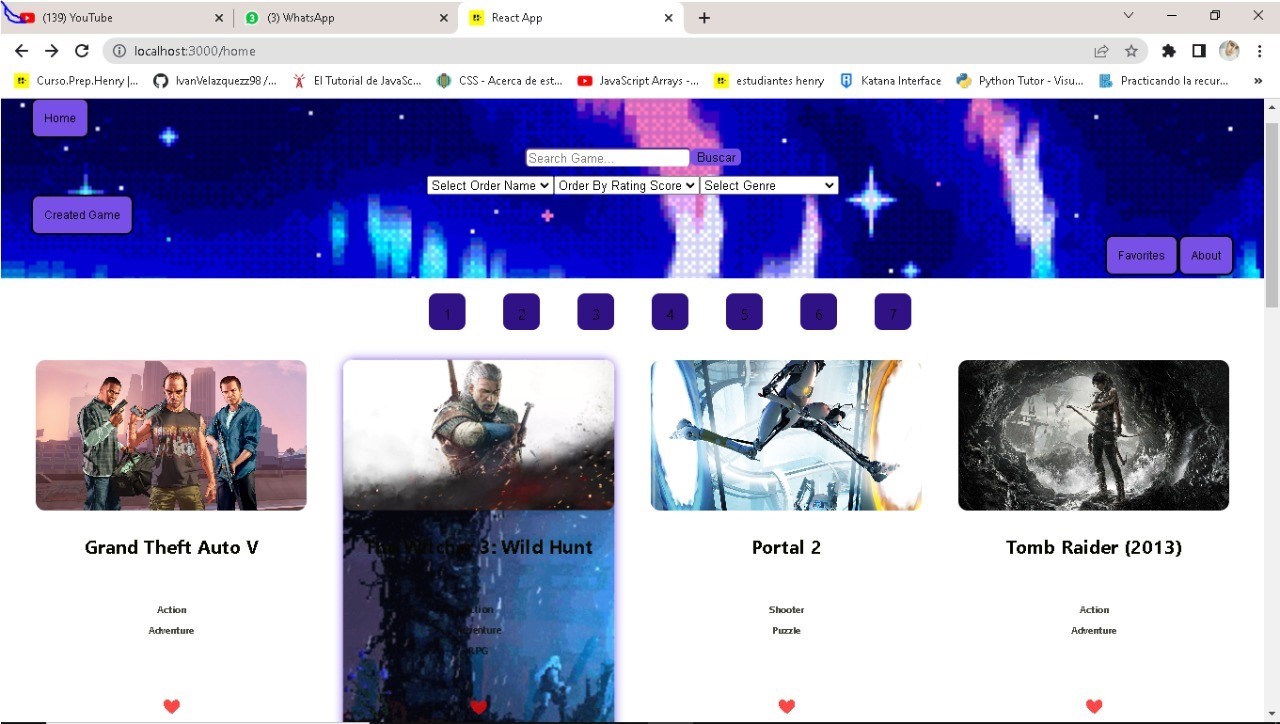 (139) YouTube
(3) WhatsApp
React App
localhost:3000/home
Curso.Prep.Henry |...
IvanVelazquezz98 /...
El Tutorial de JavaSc...
CSS - Acerca de est...
JavaScript Arrays -...
estudiantes henry
Katana Interface
Python Tutor - Visu...
Practicando la recur...
»
Home
Search Game...
Buscar
Select Order Name
Order By Rating Score
Select Genre
Created Game
Favorites
About
1 2 3 4 5 6 7
Grand Theft Auto V
The Witcher 3: Wild Hunt
Portal 2
Tomb Raider (2013)
Action
Adventure
Action
Adventure
RPG
Shooter
Puzzle
Action
Adventure